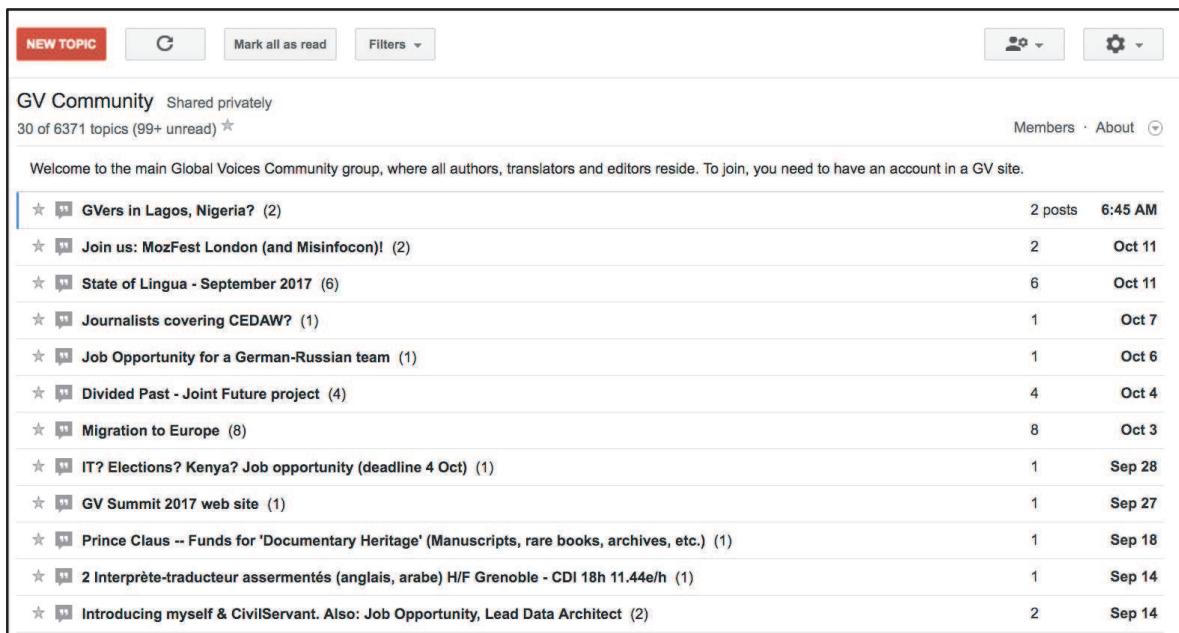 NEW TOPIC Mark all as read Filters
GV Community Shared privately
30 of 6371 topics (99+ unread) Members · About
Welcome to the main Global Voices Community group, where all authors, translators and editors reside. To join, you need to have an account in a GV site.
GVers in Lagos, Nigeria? (2) 2 posts 6:45 AM
Join us: MozFest London (and Misinfocon)! (2) 2 Oct 11
State of Lingua - September 2017 (6) 6 Oct 11
Journalists covering CEDAW? (1) 1 Oct 7
Job Opportunity for a German-Russian team (1) 1 Oct 6
Divided Past - Joint Future project (4) 4 Oct 4
Migration to Europe (8) 8 Oct 3
IT? Elections? Kenya? Job opportunity (deadline 4 Oct) (1) 1 Sep 28
GV Summit 2017 web site (1) 1 Sep 27
Prince Claus -- Funds for 'Documentary Heritage' (Manuscripts, rare books, archives, etc.) (1) 1 Sep 18
2 Interprète-traducteur assermentés (anglais, arabe) H/F Grenoble - CDI 18h 11.44e/h (1) 1 Sep 14
Introducing myself & CivilServant. Also: Job Opportunity, Lead Data Architect (2) 2 Sep 14